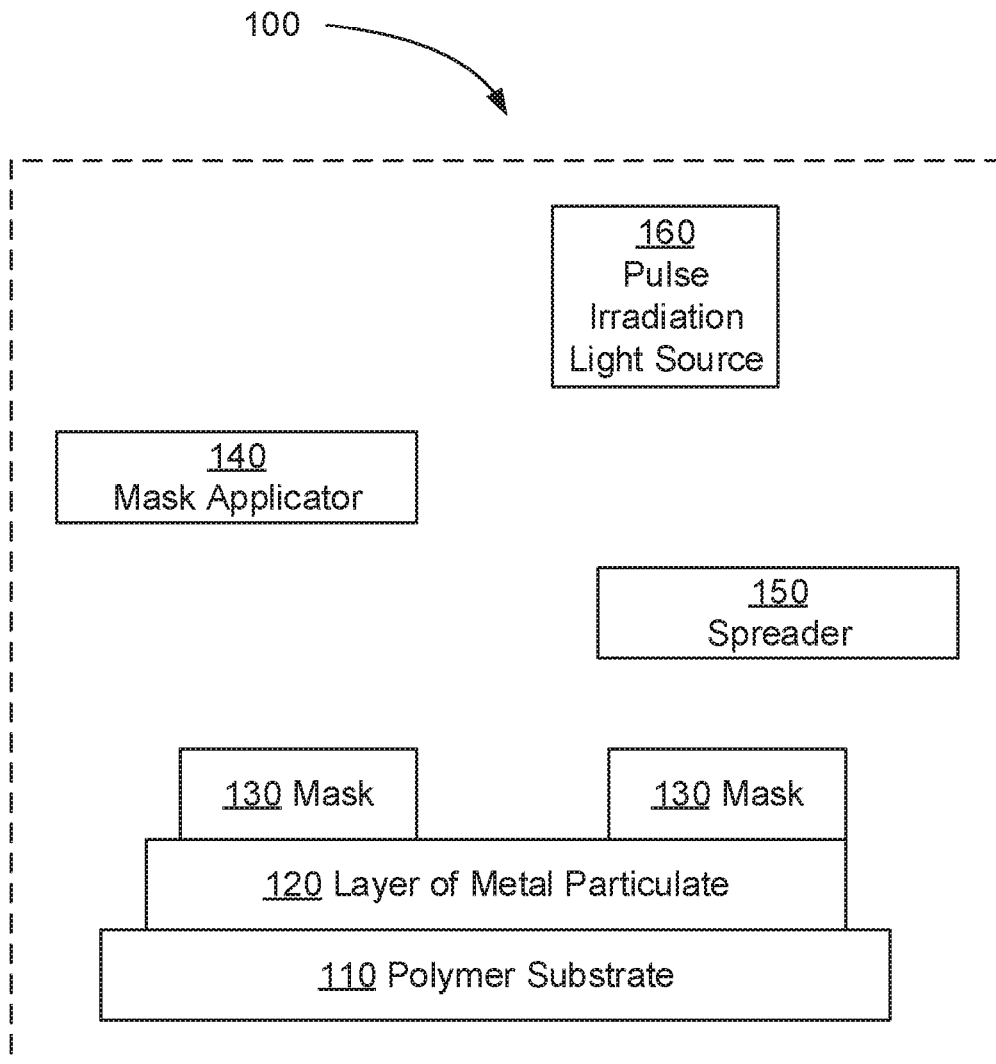 100
160
Pulse
Irradiation
Light Source
140
Mask Applicator
150
Spreader
130 Mask
130 Mask
120 Layer of Metal Particulate
110 Polymer Substrate